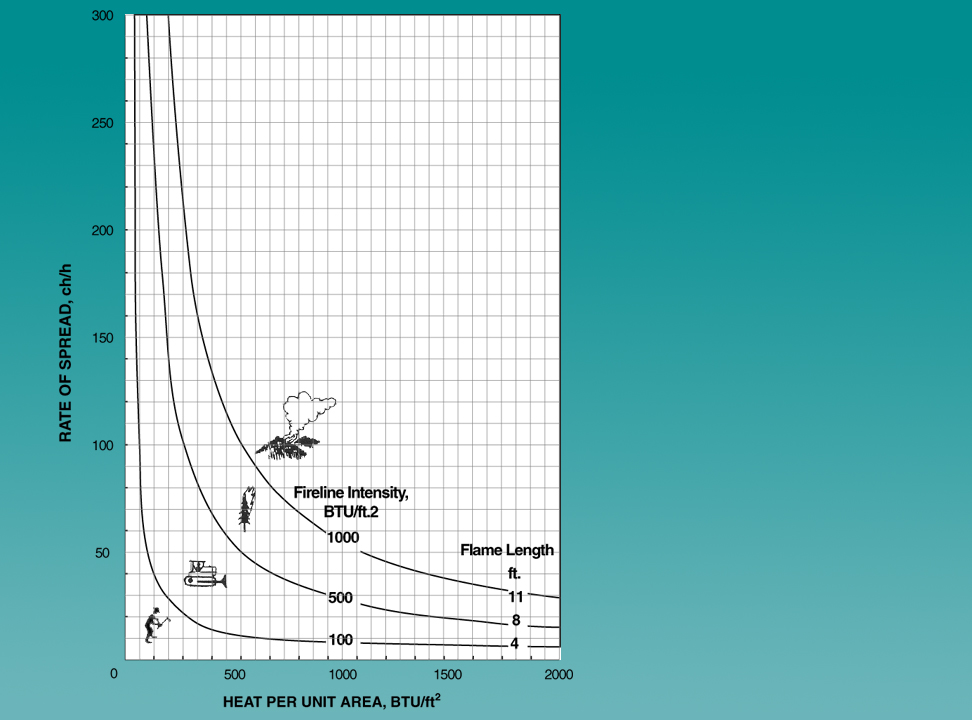 300
250
200
150
100
50
0
RATE OF SPREAD, ch/h
Fireline Intensity,
BTU/ft.2
1000
500
100
Flame Length
ft.
11
8
4
500
1000
1500
2000
HEAT PER UNIT AREA, BTU/ft²